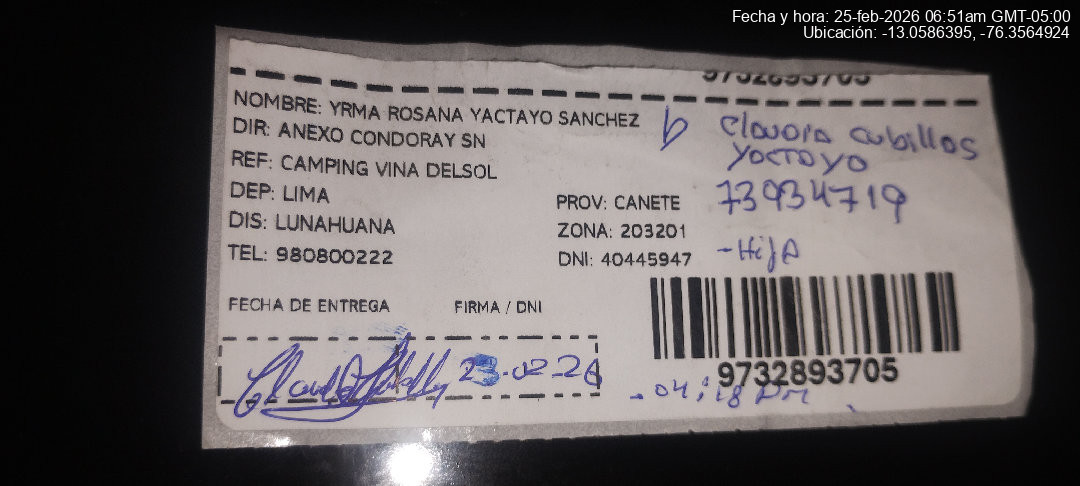 Fecha y hora: 25-feb-2026 06:51am GMT-05:00
Ubicación: -13.0586395, -76.3564924
9732893705
NOMBRE: YRMA ROSANA YACTAYO SANCHEZ
DIR: ANEXO CONDORAY SN
REF: CAMPING VINA DELSOL
DEP: LIMA
PROV: CANETE
DIS: LUNAHUANA
ZONA: 203201
TEL: 980800222
DNI: 40445947
b Claudia cubillas
Yactayo
73934719
-HijA
FECHA DE ENTREGA
FIRMA / DNI
23-02-26
9732893705
04:18 PM